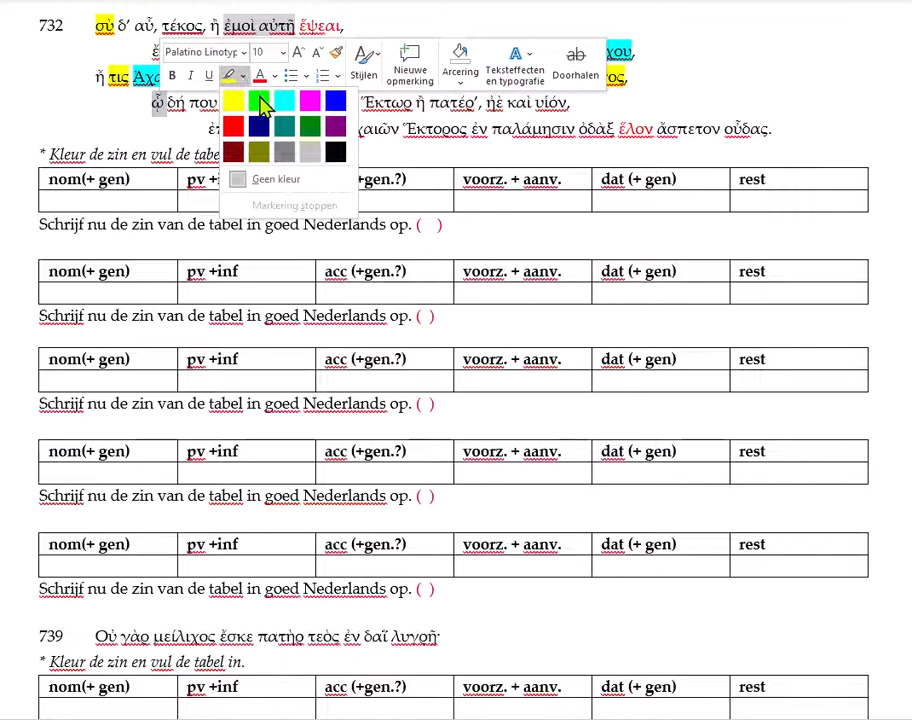 732 σὺ δ’ αὖ, τέκος, ἢ ἐμοὶ αὐτῇ ἕψεαι,
Palatino Linotyp 10
Stijlen
Nieuwe opmerking
Arcering
Teksteffecten en typografie
Doorhalen
χου,
ἤ τις Ἀχα ος,
ᾧ δή που Ἕκτωρ ἢ πατέρ’, ἠὲ καὶ υἱόν,
χαιῶν Ἕκτορος ἐν παλάμῃσιν ὀδὰξ ἕλον ἄσπετον οὖδας.
* Kleur de zin en vul de tabe
Geen kleur
Markering stoppen
nom(+ gen) pv +i +gen.?) voorz. + aanv. dat (+ gen) rest
Schrijf nu de zin van de tabel in goed Nederlands op. ( )
nom(+ gen) pv +inf acc (+gen.?) voorz. + aanv. dat (+ gen) rest
Schrijf nu de zin van de tabel in goed Nederlands op. ( )
nom(+ gen) pv +inf acc (+gen.?) voorz. + aanv. dat (+ gen) rest
Schrijf nu de zin van de tabel in goed Nederlands op. ( )
nom(+ gen) pv +inf acc (+gen.?) voorz. + aanv. dat (+ gen) rest
Schrijf nu de zin van de tabel in goed Nederlands op. ( )
nom(+ gen) pv +inf acc (+gen.?) voorz. + aanv. dat (+ gen) rest
Schrijf nu de zin van de tabel in goed Nederlands op. ( )
739 Οὐ γὰρ μείλιχος ἔσκε πατὴρ τεὸς ἐν δαῒ λυγρῇ·
* Kleur de zin en vul de tabel in.
nom(+ gen) pv +inf acc (+gen.?) voorz. + aanv. dat (+ gen) rest